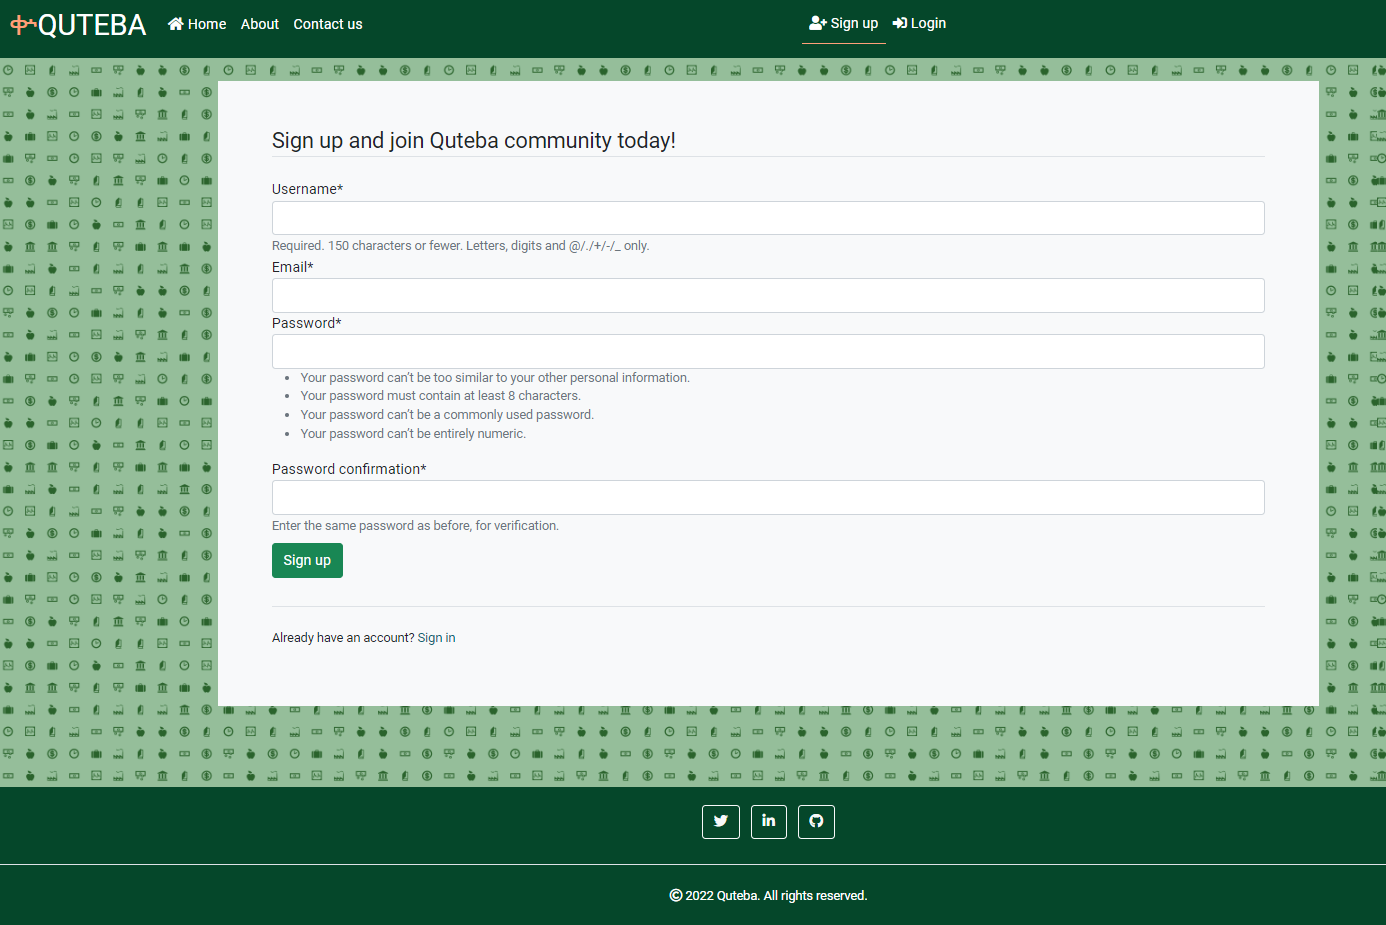 ቁ QUTEBA Home About Contact us Sign up Login
Sign up and join Quteba community today!
Username*
Required. 150 characters or fewer. Letters, digits and @/./+/-/_ only.
Email*
Password*
Your password can't be too similar to your other personal information.
Your password must contain at least 8 characters.
Your password can't be a commonly used password.
Your password can't be entirely numeric.
Password confirmation*
Enter the same password as before, for verification.
Sign up
Already have an account? Sign in
© 2022 Quteba. All rights reserved.